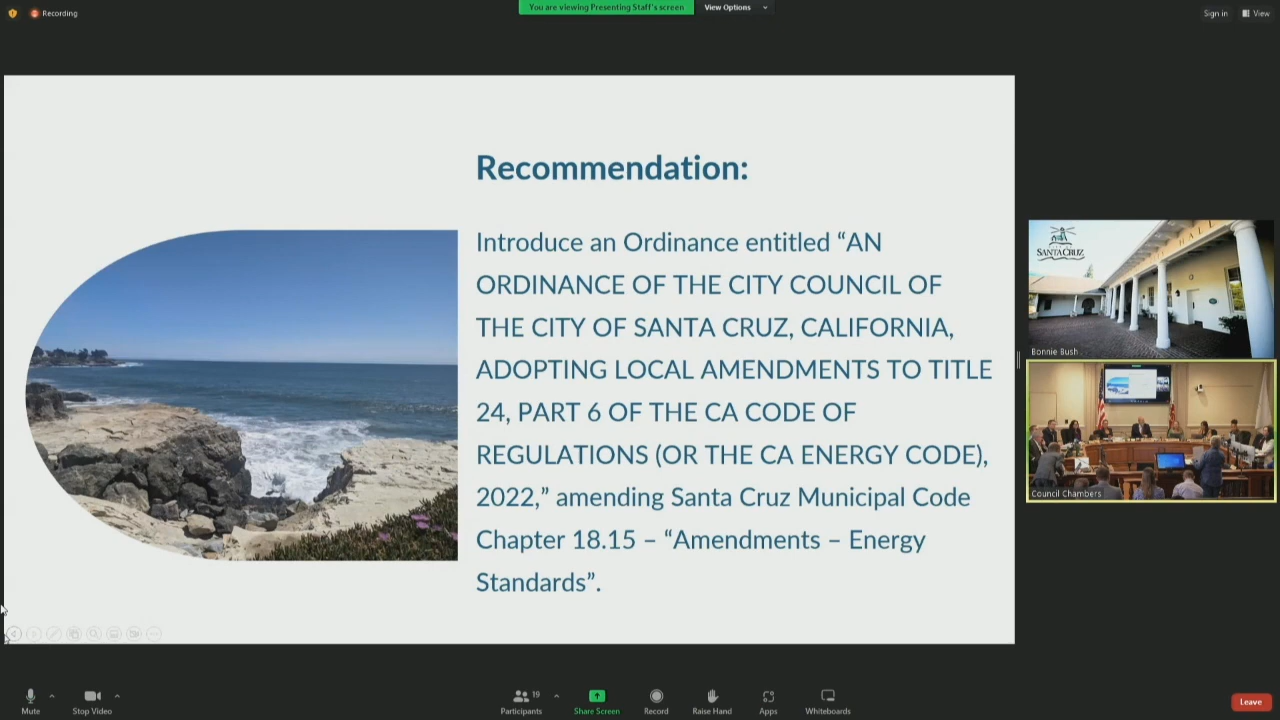 Recording
You are viewing Presenting Staff's screen
View Options
Sign in
View
Recommendation:
Introduce an Ordinance entitled “AN
ORDINANCE OF THE CITY COUNCIL OF
THE CITY OF SANTA CRUZ, CALIFORNIA,
ADOPTING LOCAL AMENDMENTS TO TITLE
24, PART 6 OF THE CA CODE OF
REGULATIONS (OR THE CA ENERGY CODE),
2022,” amending Santa Cruz Municipal Code
Chapter 18.15 – “Amendments – Energy
Standards”.
SANTA CRUZ
HALL
Bonnie Bush
Council Chambers
Mute
Stop Video
19
Participants
Share Screen
Record
Raise Hand
Apps
Whiteboards
Leave